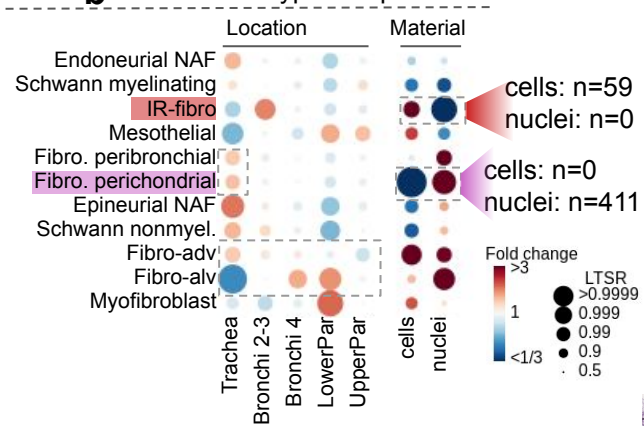 Location
Material
Endoneurial NAF
Schwann myelinating
IR-fibro
Mesothelial
Fibro. peribronchial
Fibro. perichondrial
Epineurial NAF
Schwann nonmyel.
Fibro-adv
Fibro-alv
Myofibroblast
cells: n=59
nuclei: n=0
cells: n=0
nuclei: n=411
Trachea
Bronchi 2-3
Bronchi 4
LowerPar
UpperPar
cells
nuclei
Fold change
>3
1
<1/3
LTSR
>0.9999
0.999
0.99
0.9
0.5